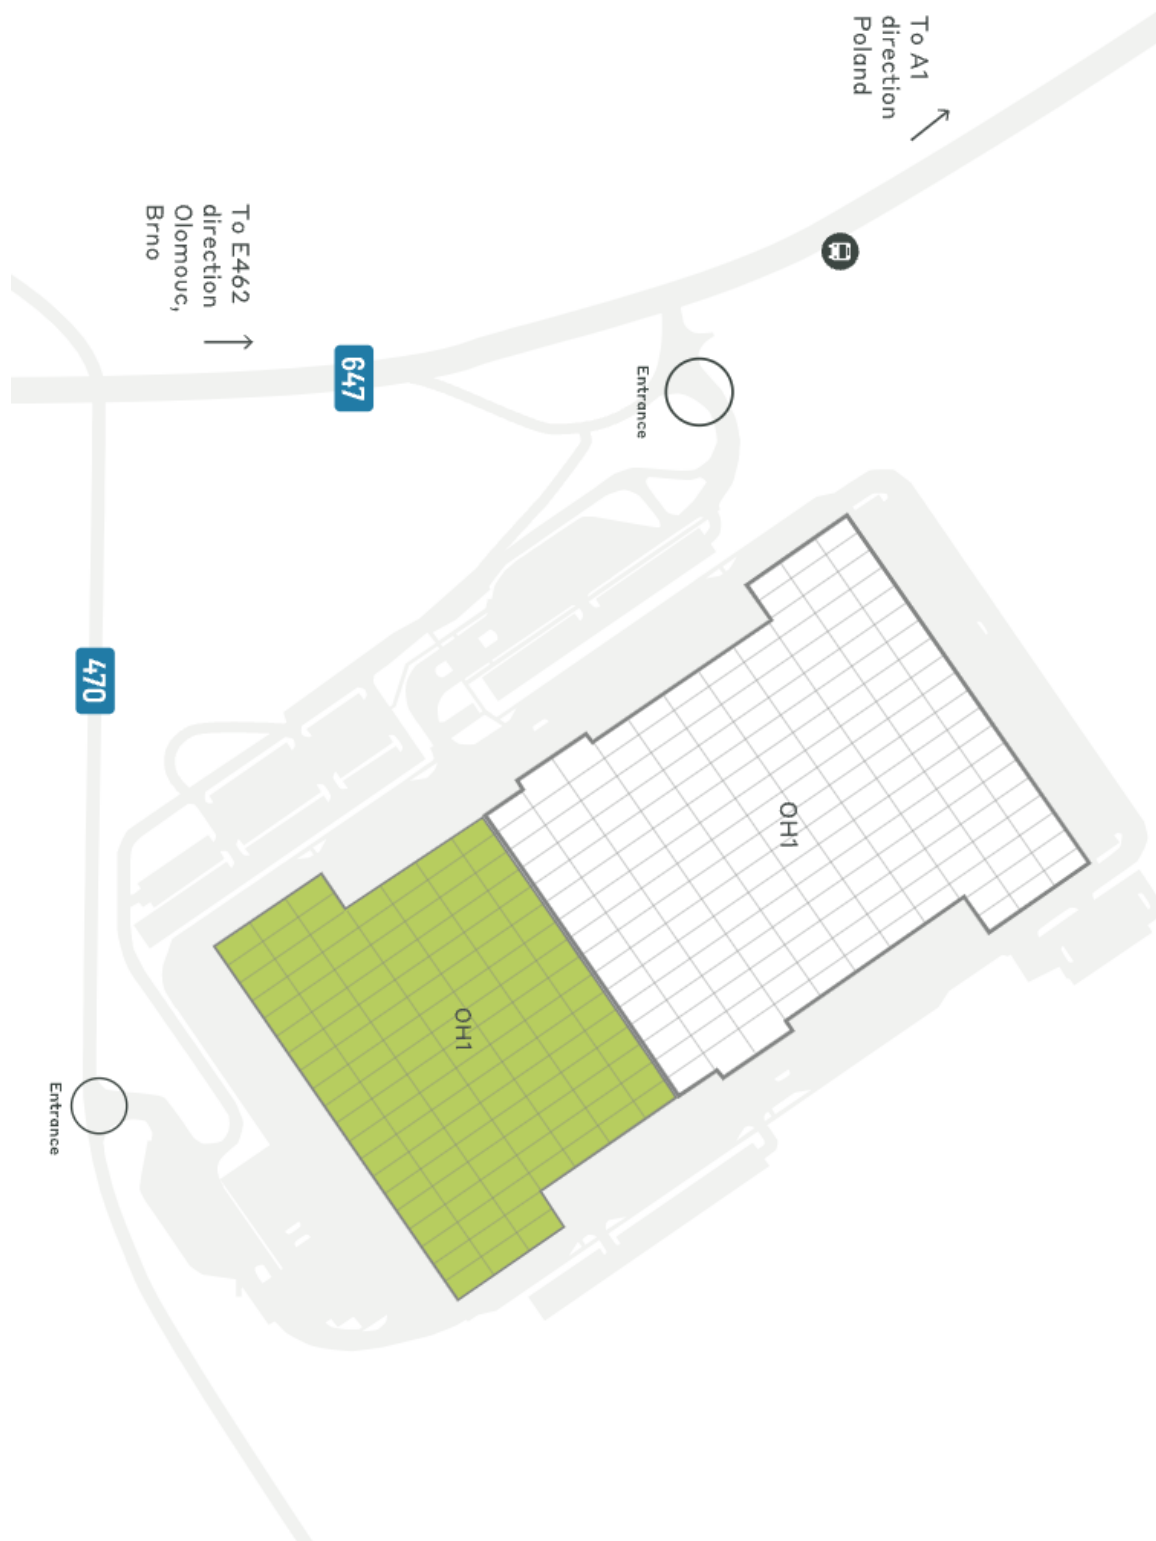 To A1
direction
Poland
To E462
direction
Olomouc,
Brno
647
Entrance
470
OH1
OH1
Entrance